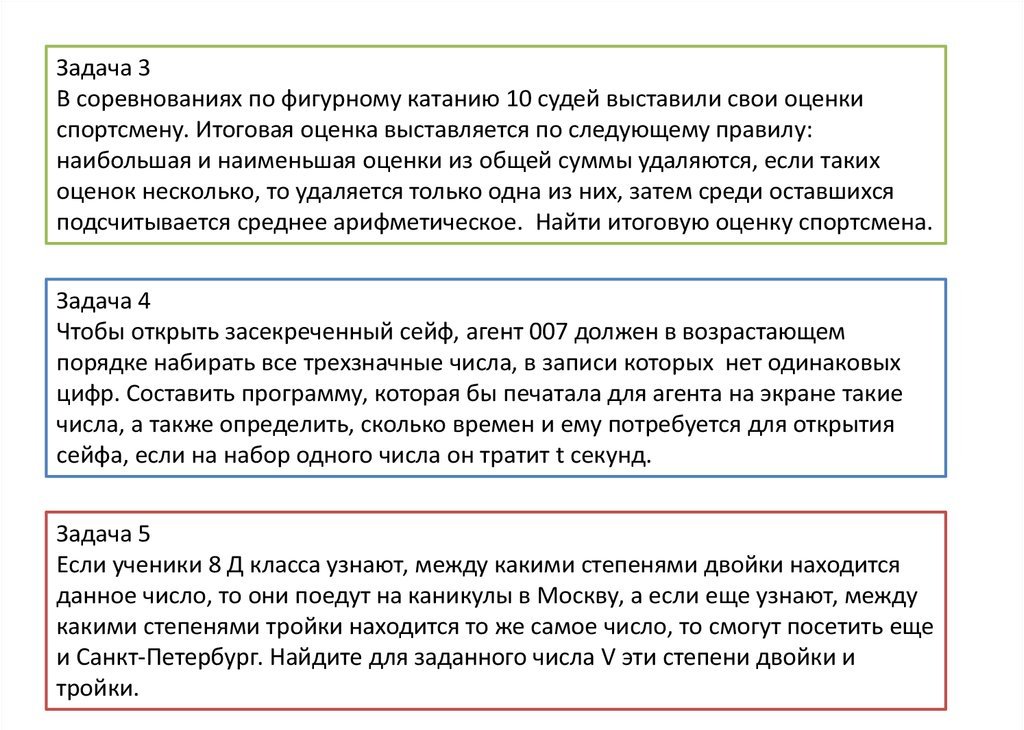 Задача 3
В соревнованиях по фигурному катанию 10 судей выставили свои оценки
спортсмену. Итоговая оценка выставляется по следующему правилу:
наибольшая и наименьшая оценки из общей суммы удаляются, если таких
оценок несколько, то удаляется только одна из них, затем среди оставшихся
подсчитывается среднее арифметическое.  Найти итоговую оценку спортсмена.
Задача 4
Чтобы открыть засекреченный сейф, агент 007 должен в возрастающем
порядке набирать все трехзначные числа, в записи которых  нет одинаковых
цифр. Составить программу, которая бы печатала для агента на экране такие
числа, а также определить, сколько времен и ему потребуется для открытия
сейфа, если на набор одного числа он тратит t секунд.
Задача 5
Если ученики 8 Д класса узнают, между какими степенями двойки находится
данное число, то они поедут на каникулы в Москву, а если еще узнают, между
какими степенями тройки находится то же самое число, то смогут посетить еще
и Санкт-Петербург. Найдите для заданного числа V эти степени двойки и
тройки.